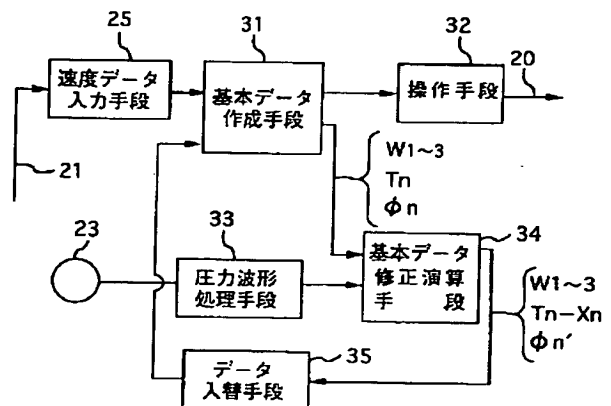 25
速度データ
入力手段
21
31
基本データ
作成手段
32
操作手段
20
W1~3
Tn
φn
23
33
圧力波形
処理手段
34
基本データ
修正演算
手段
W1~3
Tn-Xn
φn'
35
データ
入替手段